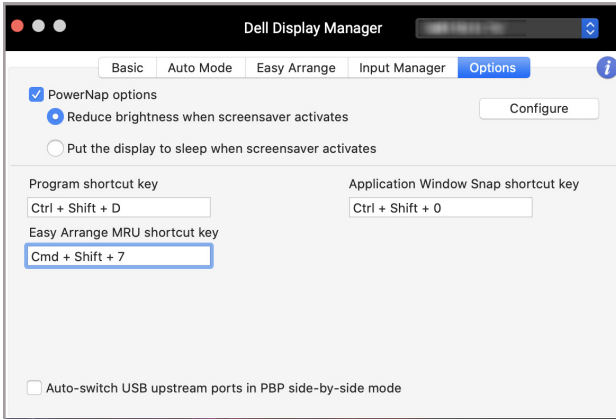 Dell Display Manager
Basic Auto Mode Easy Arrange Input Manager Options i
PowerNap options
Configure
Reduce brightness when screensaver activates
Put the display to sleep when screensaver activates
Program shortcut key Application Window Snap shortcut key
Ctrl + Shift + D Ctrl + Shift + 0
Easy Arrange MRU shortcut key
Cmd + Shift + 7
Auto-switch USB upstream ports in PBP side-by-side mode